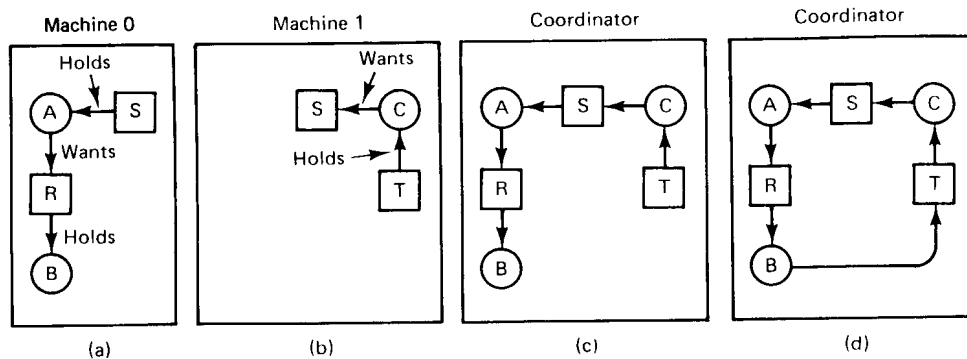 Machine 0
Holds
A
S
Wants
R
Holds
B
(a)
Machine 1
Wants
S
C
Holds
T
(b)
Coordinator
A
S
C
R
T
B
(c)
Coordinator
A
S
C
R
T
B
(d)